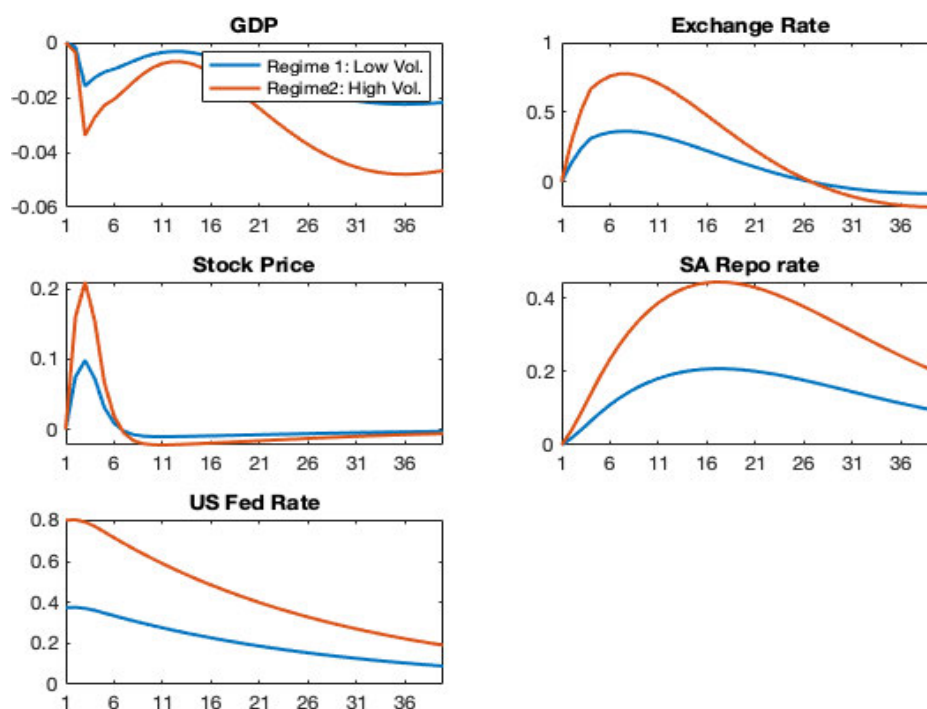 GDP
0
-0.02
-0.04
-0.06
1 6 11 16 21 26 31 36
Regime 1: Low Vol.
Regime2: High Vol.
Exchange Rate
1
0.5
0
1 6 11 16 21 26 31 36
Stock Price
0.2
0.1
0
1 6 11 16 21 26 31 36
SA Repo rate
0.4
0.2
0
1 6 11 16 21 26 31 36
US Fed Rate
0.8
0.6
0.4
0.2
0
1 6 11 16 21 26 31 36